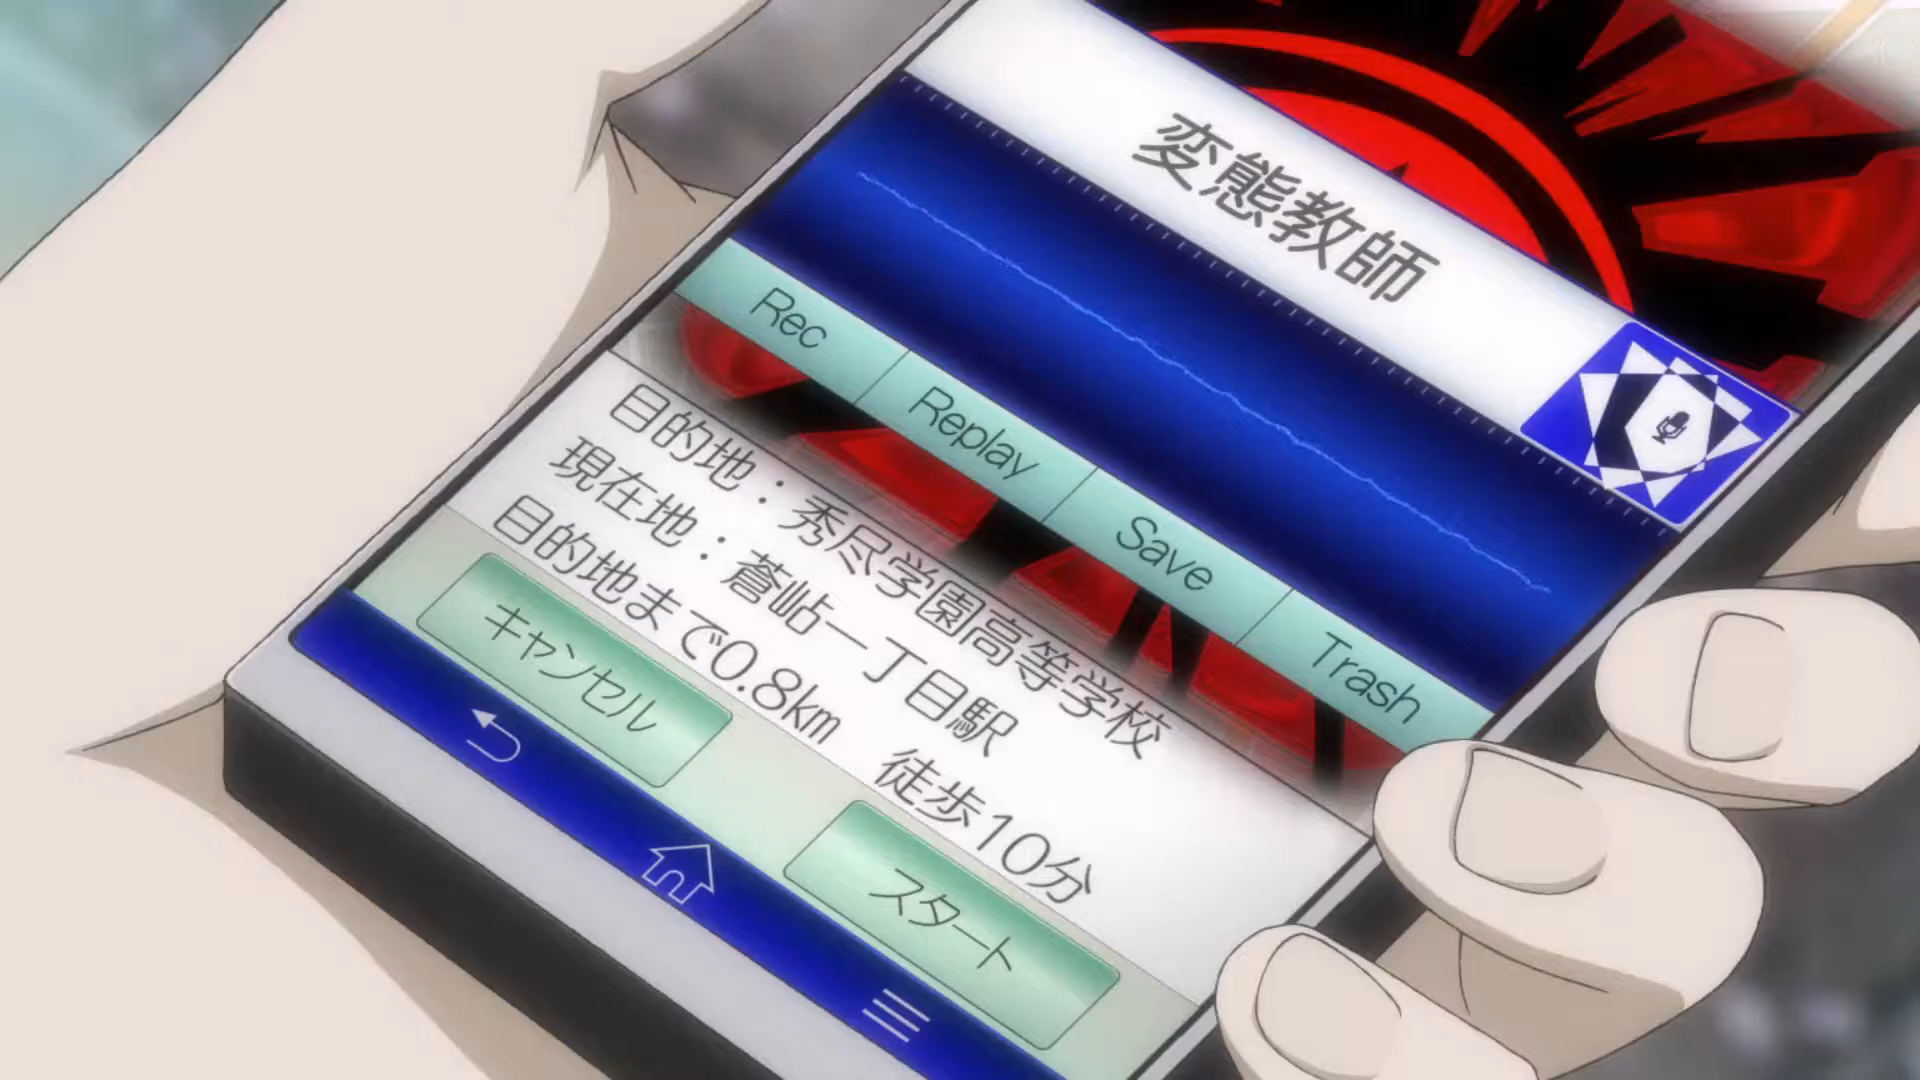 変態教師
Rec
Replay
Save
Trash
目的地：秀尽学園高等学校
現在地：蒼山一丁目駅
目的地まで0.8km 徒歩10分
キャンセル
スタート